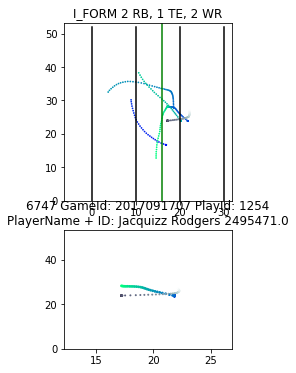 I_FORM 2 RB, 1 TE, 2 WR
50
40
30
20
10
0
0 10 20 30
6747 GameId: 2017091707 PlayId: 1254
PlayerName + ID: Jacquizz Rodgers 2495471.0
40
20
0
15 20 25